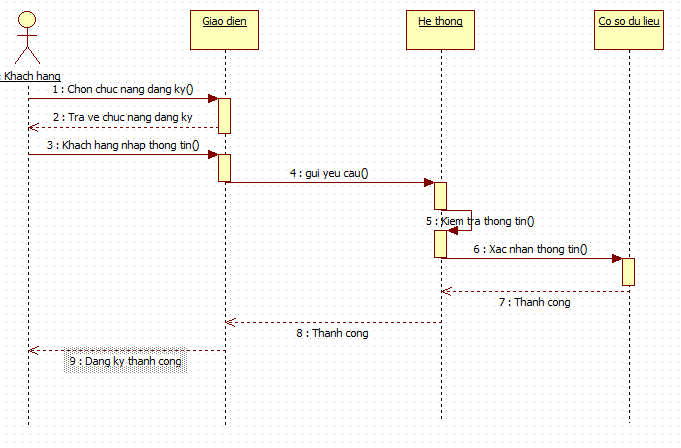 Giao dien
He thong
Co so du lieu
: Khach hang
1 : Chon chuc nang dang ky()
2 : Tra ve chuc nang dang ky
3 : Khach hang nhap thong tin()
4 : gui yeu cau()
5 : Kiem tra thong tin()
6 : Xac nhan thong tin()
7 : Thanh cong
8 : Thanh cong
9 : Dang ky thanh cong